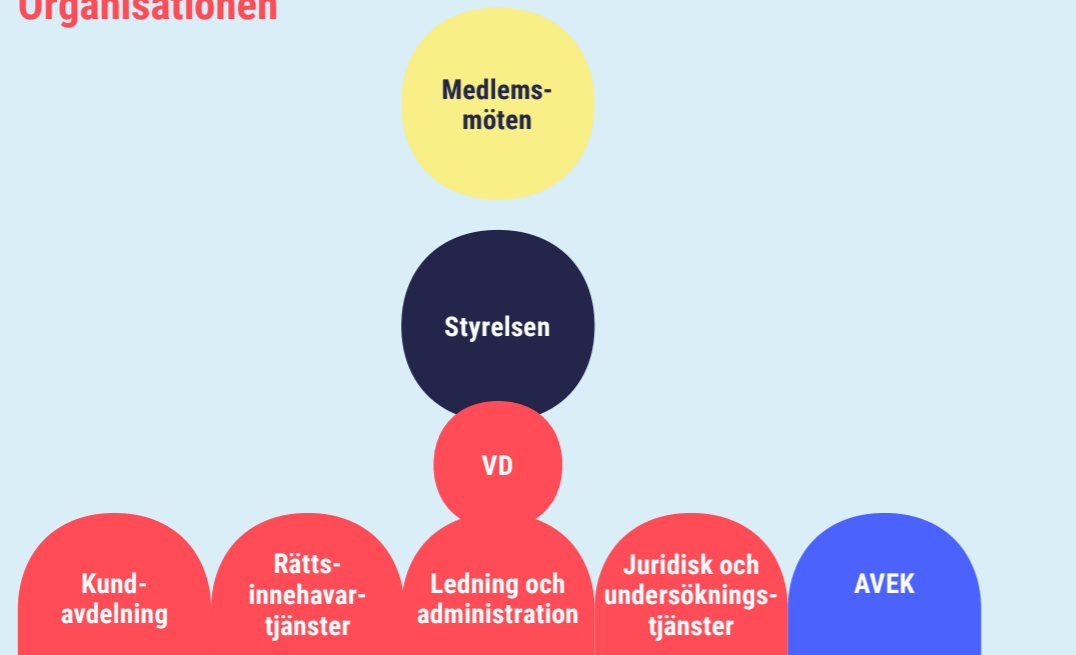 Organisationen
Medlems-
möten
Styrelsen
VD
Kund-
avdelning
Rätts-
innehavar-
tjänster
Ledning och
administration
Juridisk och
undersöknings-
tjänster
AVEK